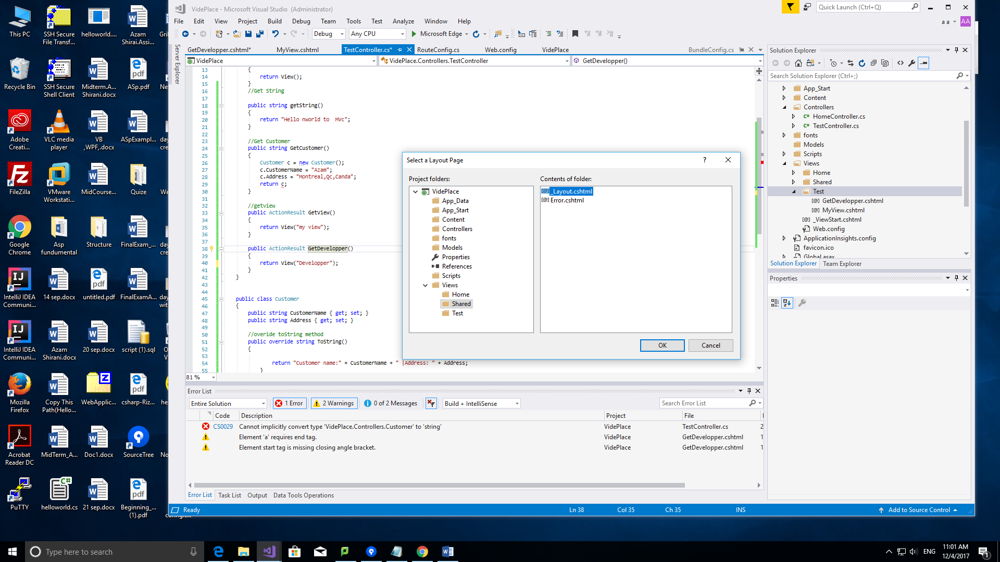 This PC
SSH Secure File Transf...
helloworld....
Azam Shirai.Assi...
Recycle Bin
SSH Secure Shell Client
Midterm.A... Shirani.docx
ASp.pdf
Adobe Creati...
VLC media player
VB ,WPF,.docx
ASpExampl...
FileZilla
VMware Workstati...
MidCourse...
Quize
Google Chrome
Asp fundumental
Structure
FinalExam_...
IntelliJ IDEA Communi...
14 sep.docx
untitled.pdf
FinalExamA...
IntelliJ IDEA Communi...
Azam Shirani.docx
20 sep.docx
script (1).sql
Mozilla Firefox
Copy This Path(Hello...
WebApplic...
csharp-Riz...
Acrobat Reader DC
MidTerm_A...
Doc1.docx
SourceTree
PuTTY
helloworld.cs
21 sep.docx
Beginning_... (1).pdf
VidePlace - Microsoft Visual Studio (Administrator)
Quick Launch (Ctrl+Q)
File Edit View Project Build Debug Team Tools Test Analyze Window Help
a a AA
Debug Any CPU Microsoft Edge
Server Explorer
GetDevelopper.cshtml* MyView.cshtml TestController.cs* RouteConfig.cs Web.config VidePlace BundleConfig.cs
VidePlace VidePlace.Controllers.TestController GetDevelopper()
13 {
14 return View();
15 }
16 //Get String
17
18 public string getString()
19 {
20 return "Hello nworld to  MVc";
21 }
22
23 //Get Customer
24 public string GetCustomer()
25 {
26 Customer c = new Customer();
27 c.CustomerName = "Azam";
28 c.Address = "Montreal,Qc,Canda";
29 return c;
30 }
31
32 //getview
33 public ActionResult GetView()
34 {
35 return View("my view");
36 }
37
38 public ActionResult GetDevelopper()
39 {
40 return View("Developper");
41 }
42 }
43
44
45 public class Customer
46 {
47 public string CustomerName { get; set; }
48 public string Address { get; set; }
49
50 //overide toString method
51 public override string ToString()
52 {
53
54 return "Customer name:" + CustomerName + " |Address: " + Address;
55 }
81 %
Select a Layout Page ?
Project folders:
VidePlace
App_Data
App_Start
Content
Controllers
fonts
Models
Properties
References
Scripts
Views
Home
Shared
Test
Contents of folder:
_Layout.cshtml
Error.cshtml
OK Cancel
Error List
Entire Solution 1 Error 2 Warnings 0 of 2 Messages Build + IntelliSense Search Error List
Code Description Project File
CS0029 Cannot implicitly convert type 'VidePlace.Controllers.Customer' to 'string' VidePlace TestController.cs 2
Element 'a' requires end tag. VidePlace GetDevelopper.cshtml 1
Element start tag is missing closing angle bracket. VidePlace GetDevelopper.cshtml 1
Error List Task List Output Data Tools Operations
Solution Explorer
Search Solution Explorer (Ctrl+;)
App_Start
Content
Controllers
C# HomeController.cs
C# TestController.cs
fonts
Models
Scripts
Views
Home
Shared
Test
GetDevelopper.cshtml
MyView.cshtml
_ViewStart.cshtml
Web.config
ApplicationInsights.config
favicon.ico
Global.asax
Solution Explorer Team Explorer
Properties
Ready Ln 38 Col 35 Ch 35 INS Add to Source Control
Type here to search
ENG
11:01 AM
12/4/2017
1